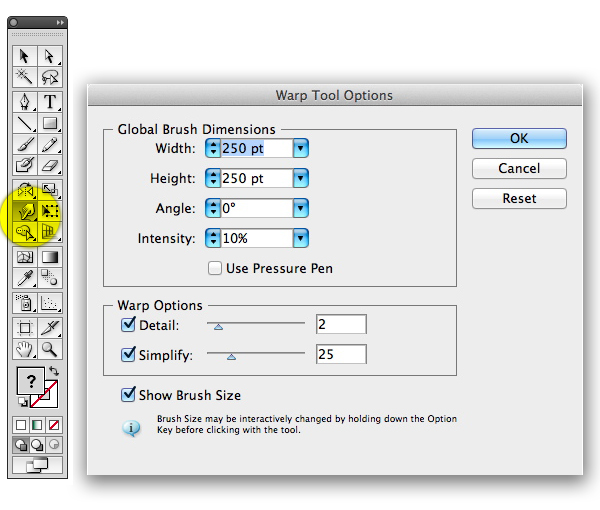 Warp Tool Options
Global Brush Dimensions
Width: 250 pt
Height: 250 pt
Angle: 0°
Intensity: 10%
Use Pressure Pen
OK
Cancel
Reset
Warp Options
Detail: 2
Simplify: 25
Show Brush Size
Brush Size may be interactively changed by holding down the Option
Key before clicking with the tool.
T
?